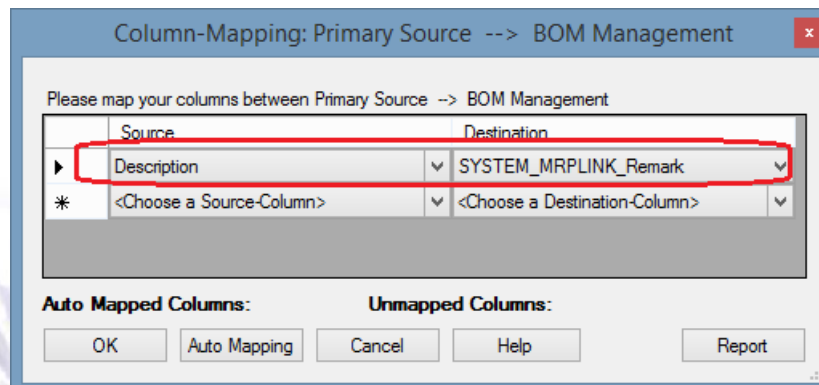 Column-Mapping: Primary Source --> BOM Management
x
Please map your columns between Primary Source --> BOM Management
Source Destination
Description SYSTEM_MRPLINK_Remark
<Choose a Source-Column> <Choose a Destination-Column>
Auto Mapped Columns: Unmapped Columns:
OK Auto Mapping Cancel Help Report